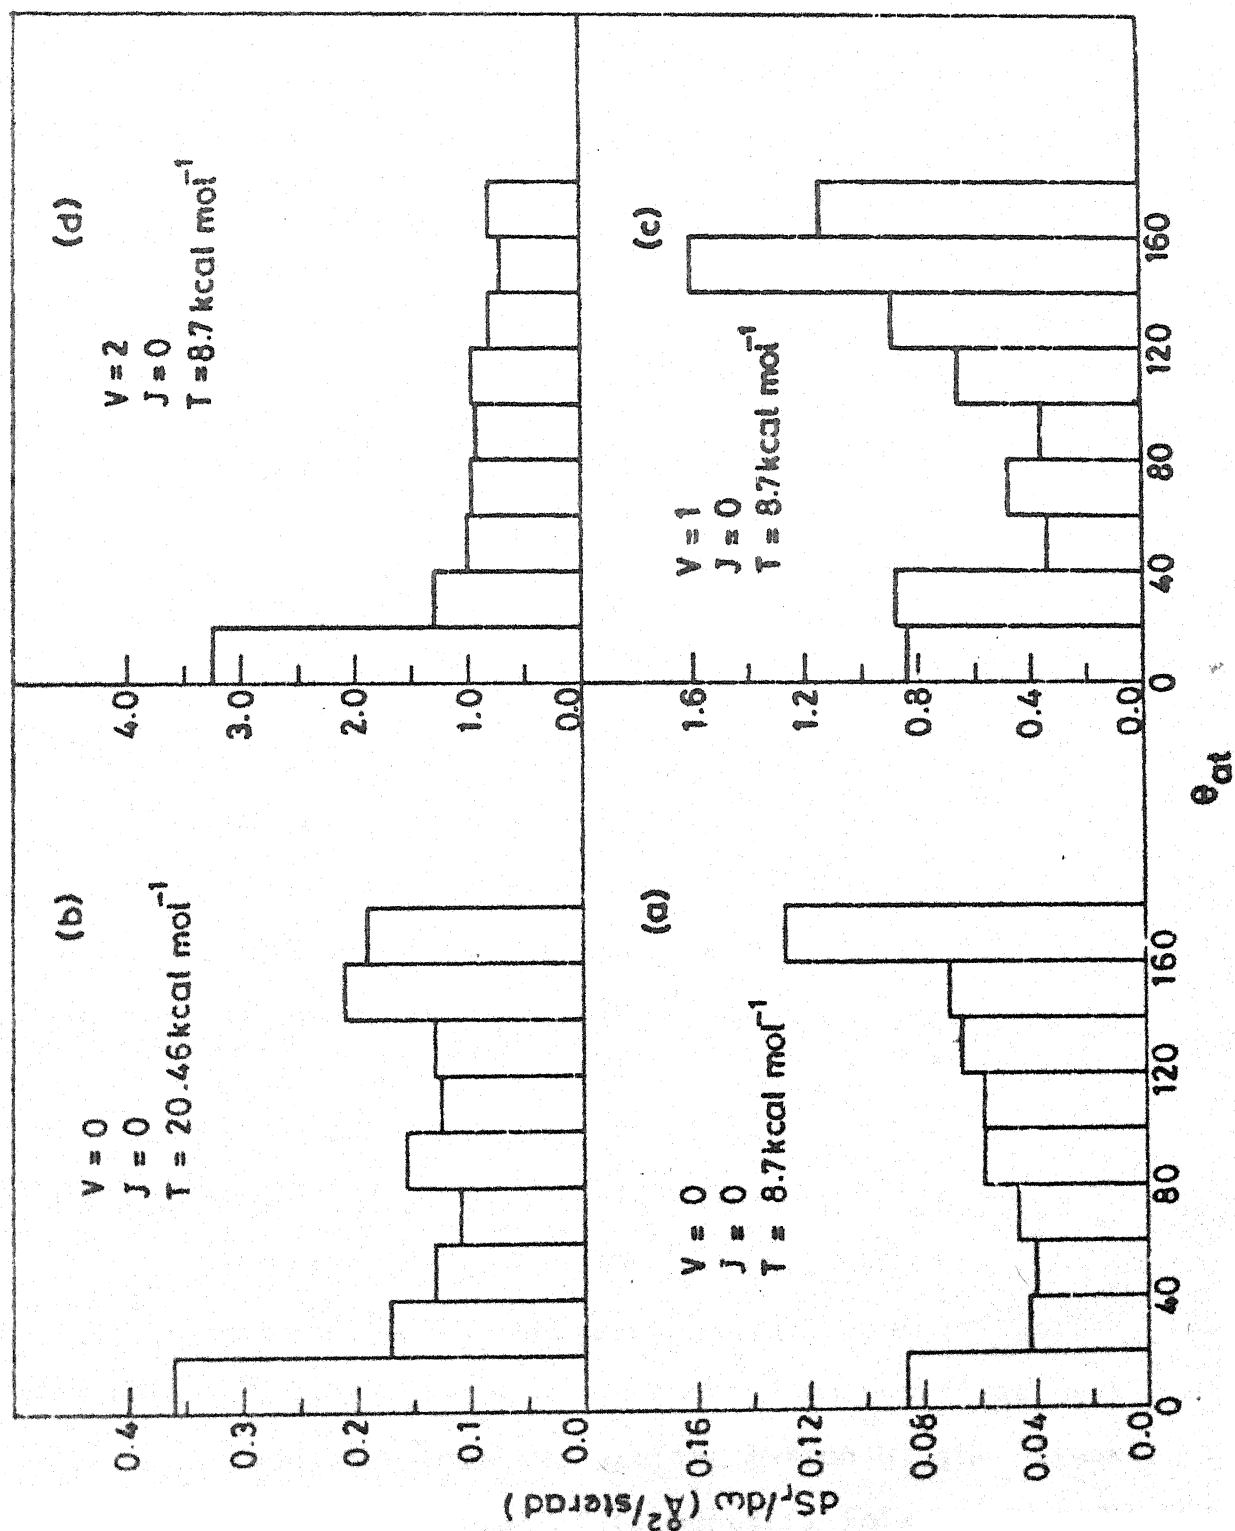 (b)
V = 0
J = 0
T = 20.46 kcal mol⁻¹
0.4
0.3
0.2
0.1
0.0
(d)
V = 2
J = 0
T = 8.7 kcal mol⁻¹
4.0
3.0
2.0
1.0
0.0
(a)
V = 0
J = 0
T = 8.7 kcal mol⁻¹
0.16
0.12
0.08
0.04
0.0
0 40 80 120 160
(c)
V = 1
J = 0
T = 8.7 kcal mol⁻¹
1.6
1.2
0.8
0.4
0.0
0 40 80 120 160
dSr/dω (Å²/sterad)
θat